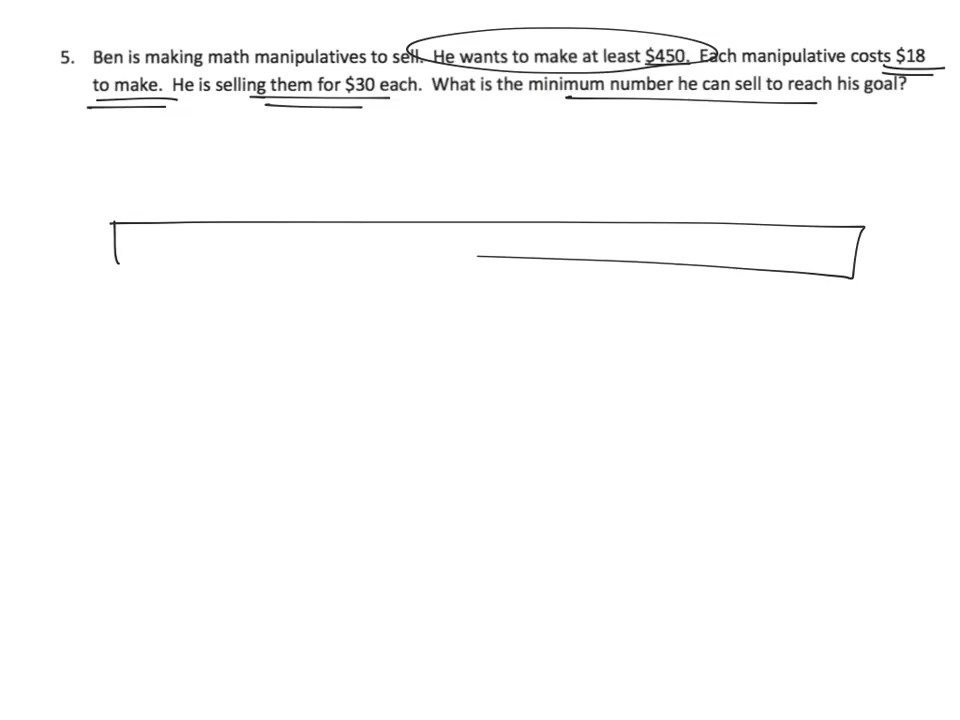 5. Ben is making math manipulatives to sell. He wants to make at least $450. Each manipulative costs $18
to make. He is selling them for $30 each. What is the minimum number he can sell to reach his goal?